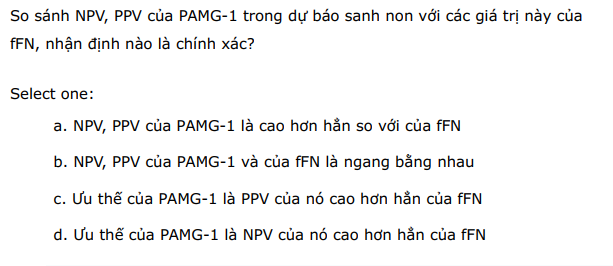 So sánh NPV, PPV của PAMG-1 trong dự báo sanh non với các giá trị này của
fFN, nhận định nào là chính xác?
Select one:
a. NPV, PPV của PAMG-1 là cao hơn hẳn so với của fFN
b. NPV, PPV của PAMG-1 và của fFN là ngang bằng nhau
c. Ưu thế của PAMG-1 là PPV của nó cao hơn hẳn của fFN
d. Ưu thế của PAMG-1 là NPV của nó cao hơn hẳn của fFN